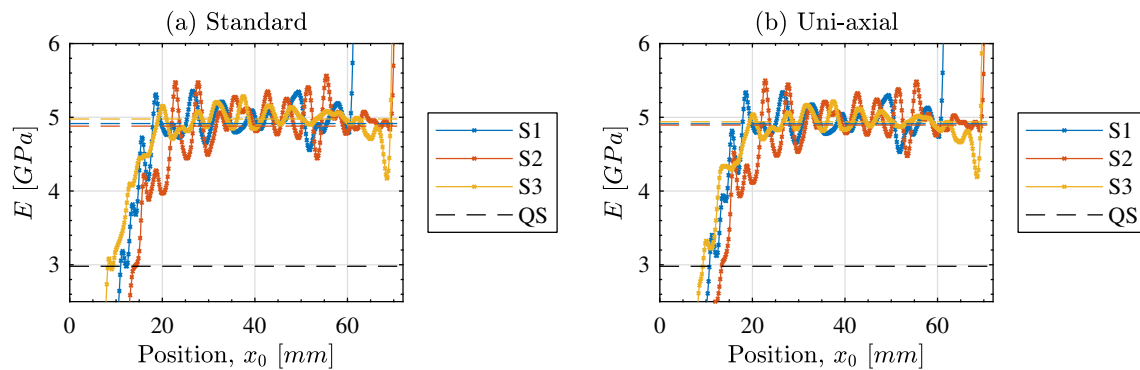 (a) Standard
6
5
4
3
E [GPa]
0
20
40
60
Position, x₀ [mm]
S1
S2
S3
QS
(b) Uni-axial
6
5
4
3
E [GPa]
0
20
40
60
Position, x₀ [mm]
S1
S2
S3
QS